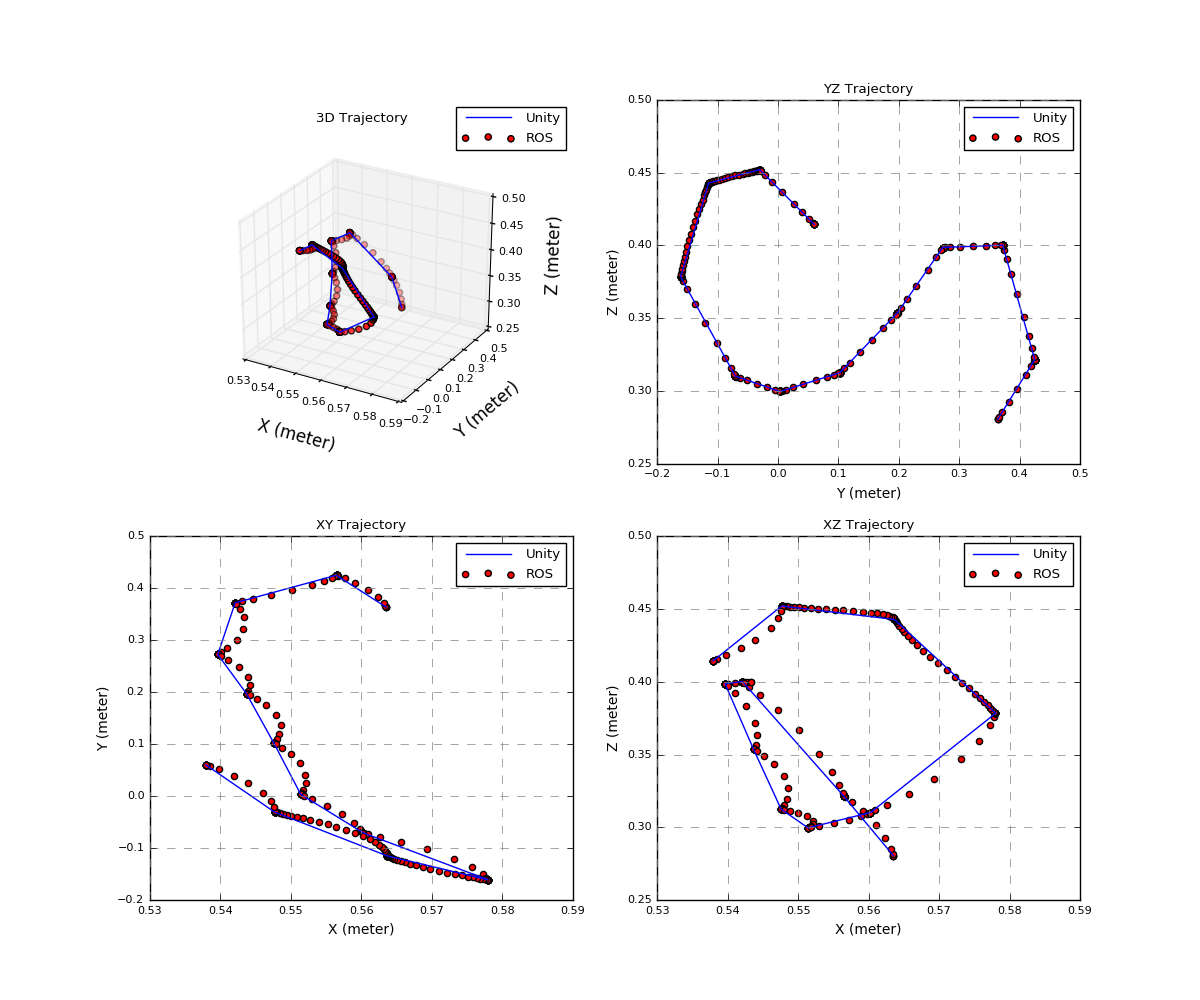 3D Trajectory
Unity
ROS
0.50
0.45
0.40
0.35
0.30
0.25
Z (meter)
0.53
0.54
0.55
0.56
0.57
0.58
0.59
X (meter)
−0.2
−0.1
0.0
0.1
0.2
0.3
0.4
0.5
Y (meter)
YZ Trajectory
Unity
ROS
0.50
0.45
0.40
0.35
0.30
0.25
Z (meter)
−0.2 −0.1 0.0 0.1 0.2 0.3 0.4 0.5
Y (meter)
XY Trajectory
Unity
ROS
0.5
0.4
0.3
0.2
0.1
0.0
−0.1
−0.2
Y (meter)
0.53 0.54 0.55 0.56 0.57 0.58 0.59
X (meter)
XZ Trajectory
Unity
ROS
0.50
0.45
0.40
0.35
0.30
0.25
Z (meter)
0.53 0.54 0.55 0.56 0.57 0.58 0.59
X (meter)